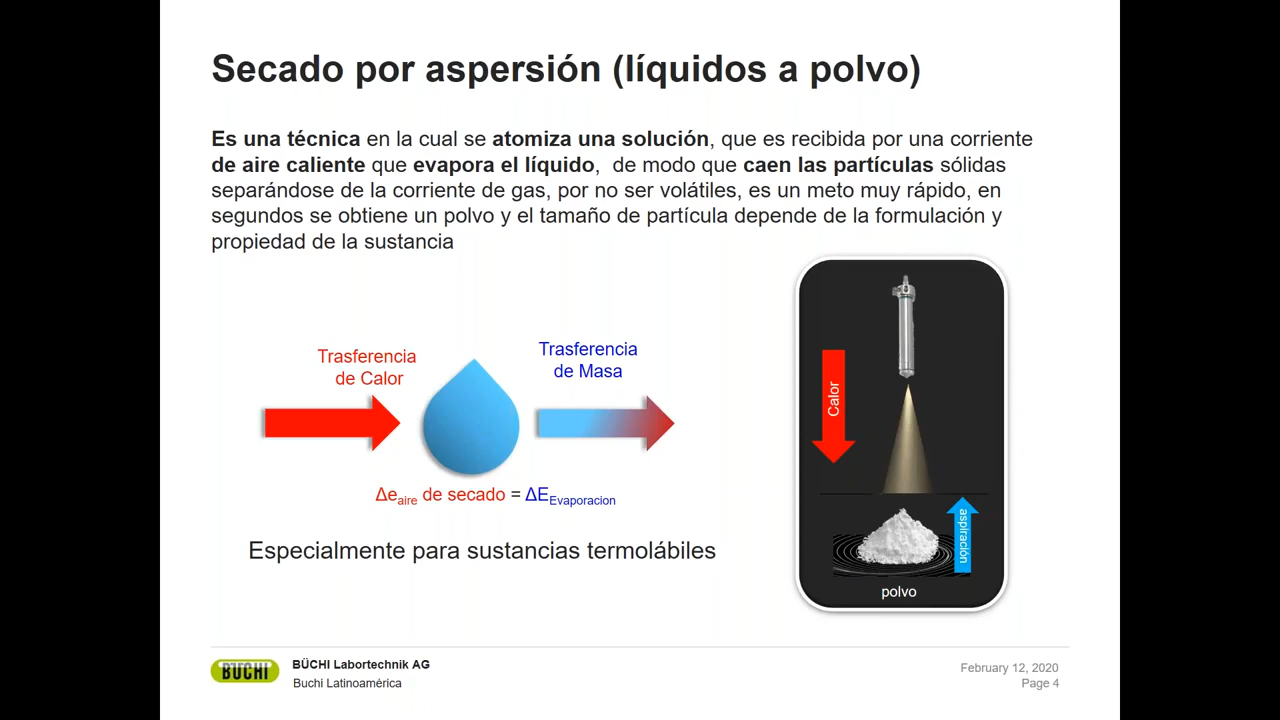 Secado por aspersión (líquidos a polvo)
Es una técnica en la cual se atomiza una solución, que es recibida por una corriente
de aire caliente que evapora el líquido, de modo que caen las partículas sólidas
separándose de la corriente de gas, por no ser volátiles, es un meto muy rápido, en
segundos se obtiene un polvo y el tamaño de partícula depende de la formulación y
propiedad de la sustancia
Trasferencia
de Calor
Trasferencia
de Masa
Δeaire de secado = ΔEEvaporacion
Especialmente para sustancias termolábiles
Calor
aspiración
polvo
BÜCHI
BÜCHI Labortechnik AG
Buchi Latinoamérica
February 12, 2020
Page 4